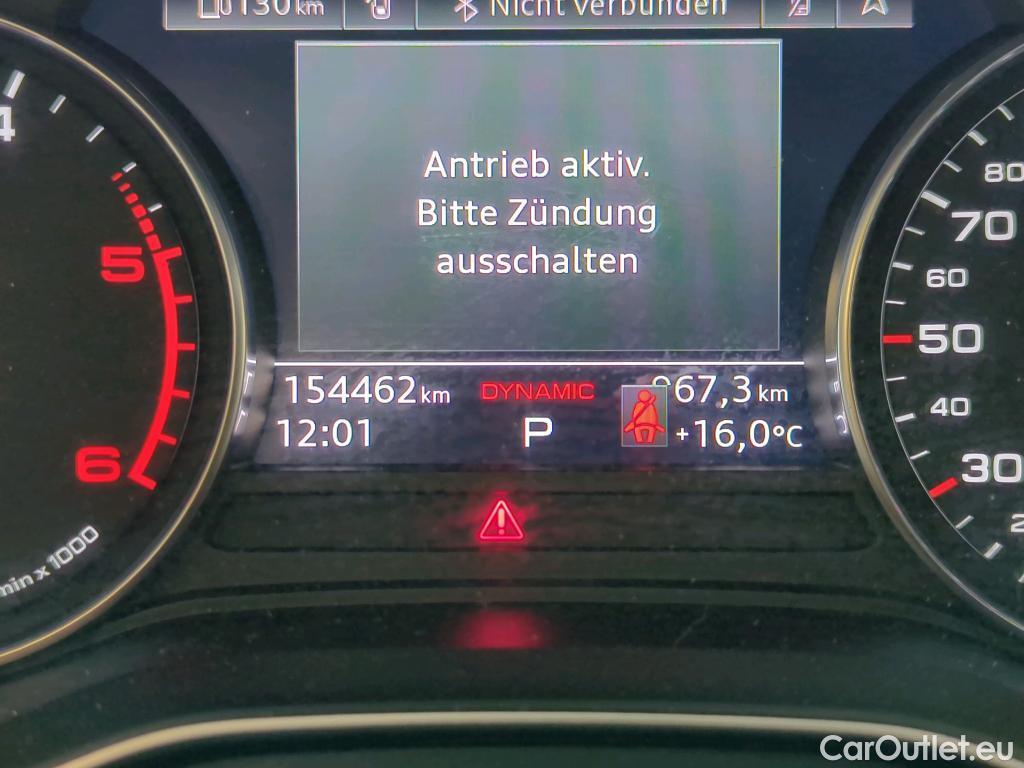 130 km
Nicht verbunden
4
5
6
min x 1000
Antrieb aktiv.
Bitte Zündung
ausschalten
154462 km
DYNAMIC
67,3 km
12:01
P
+16,0°C
80
70
60
50
40
30
CarOutlet.eu